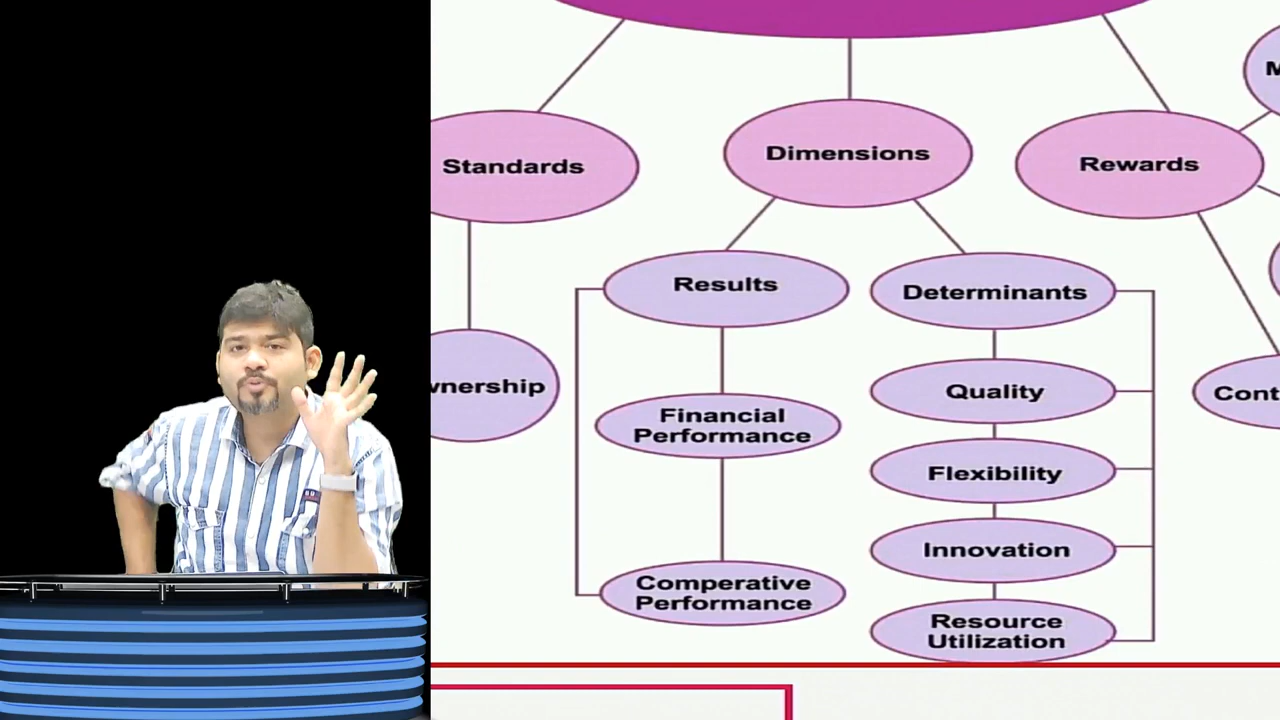 Standards
Dimensions
Rewards
Results
Determinants
Quality
Financial
Performance
Flexibility
Innovation
Comperative
Performance
Resource
Utilization